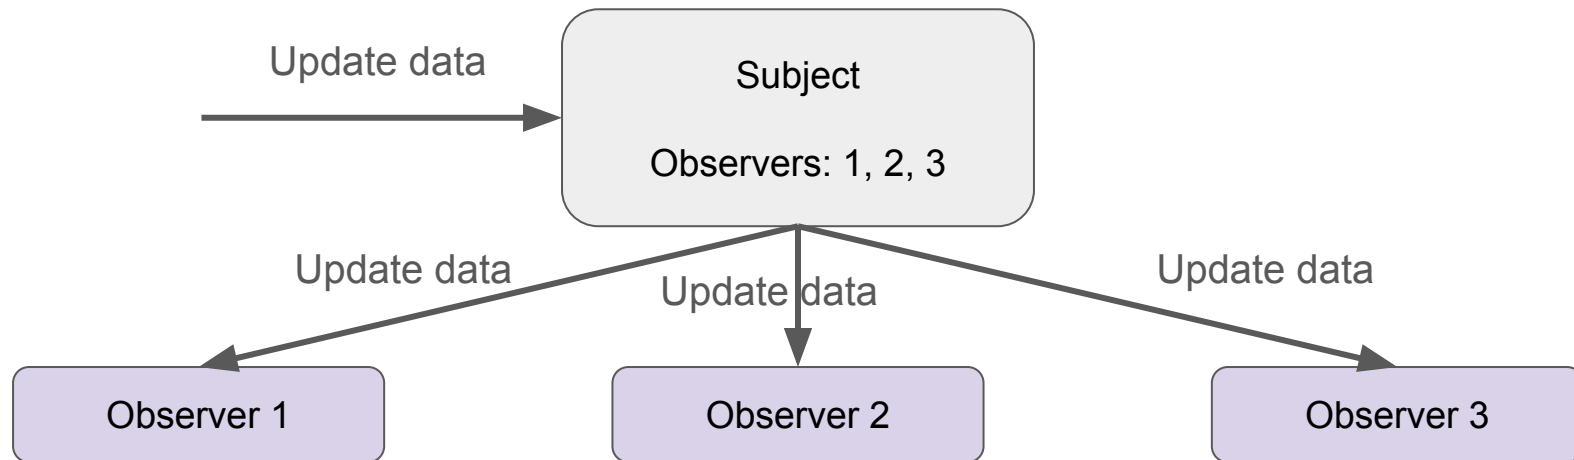 Update data
Subject
Observers: 1, 2, 3
Update data
Update data
Update data
Observer 1
Observer 2
Observer 3